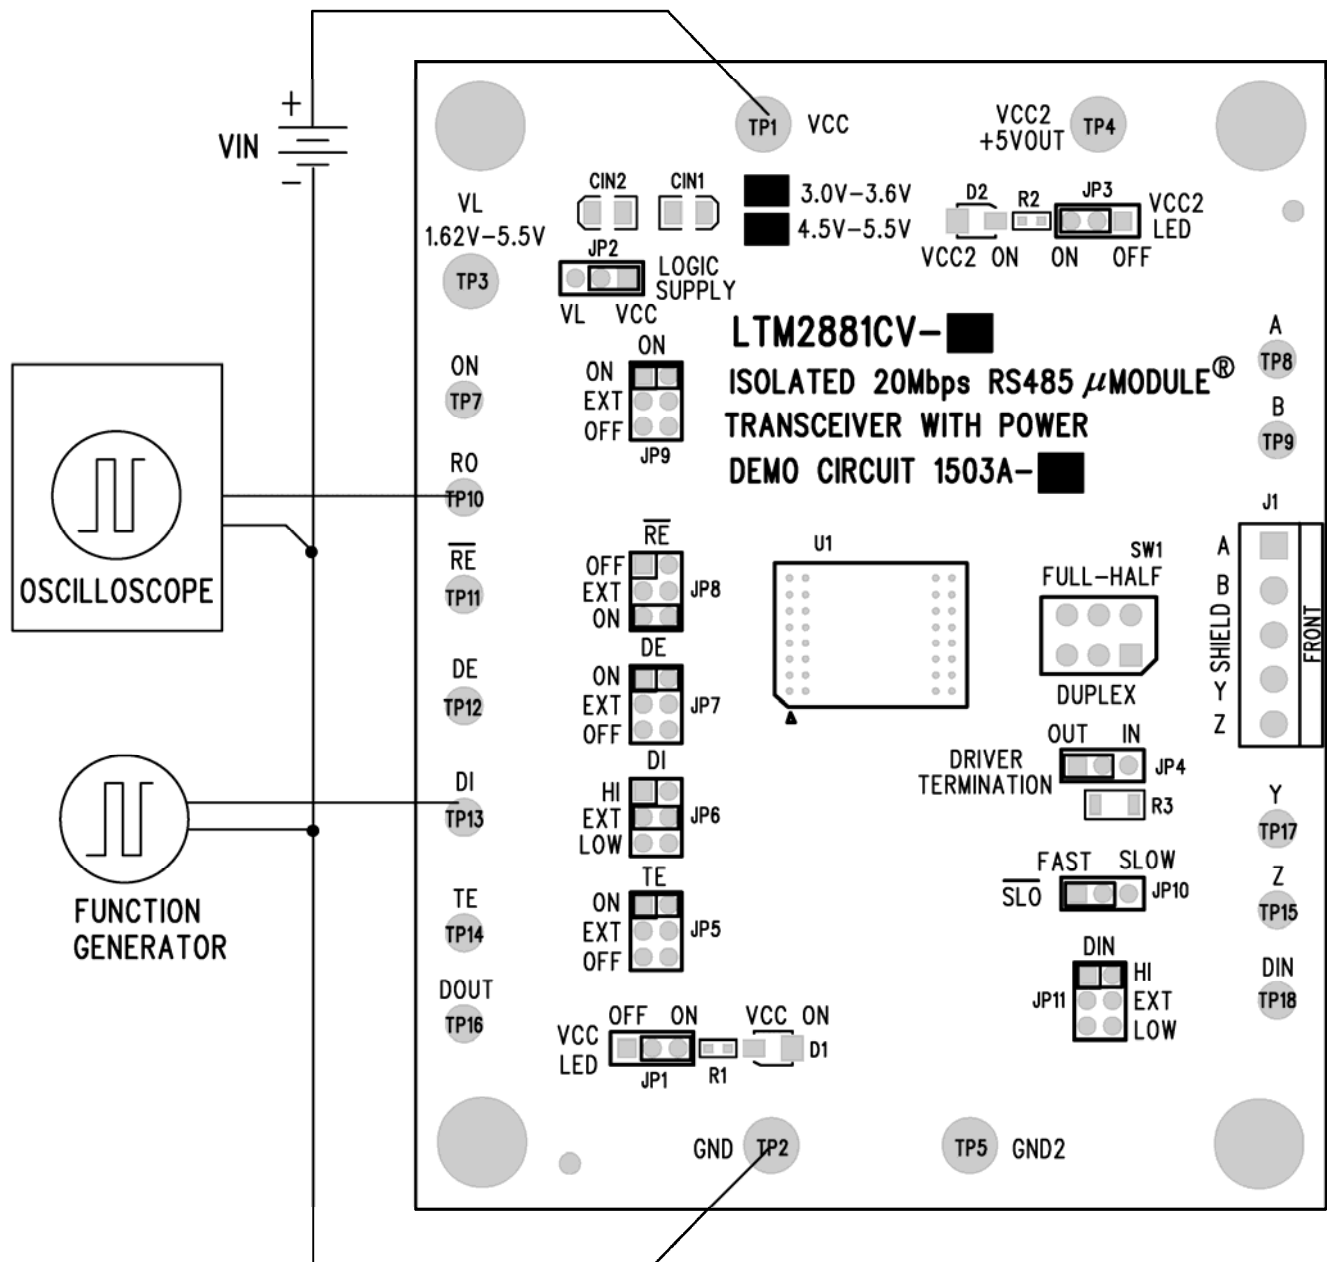 +
VIN
−
TP1 VCC
VCC2
+5VOUT
TP4
VL
1.62V−5.5V
TP3
CIN2
CIN1
3.0V−3.6V
4.5V−5.5V
D2
R2
JP3
VCC2
LED
VCC2 ON
ON
OFF
JP2
LOGIC
SUPPLY
VL
VCC
LTM2881CV-
ISOLATED 20Mbps RS485 μMODULE®
TRANSCEIVER WITH POWER
DEMO CIRCUIT 1503A-
ON
TP7
ON
ON
EXT
OFF
JP9
A
TP8
B
TP9
RO
TP10
OSCILLOSCOPE
R̅E̅
TP11
R̅E̅
OFF
EXT
ON
JP8
U1
SW1
FULL-HALF
DUPLEX
J1
A
B
SHIELD
Y
Z
FRONT
DE
TP12
DE
ON
EXT
OFF
JP7
OUT
IN
DRIVER
TERMINATION
JP4
R3
DI
TP13
DI
HI
EXT
LOW
JP6
Y
TP17
FUNCTION
GENERATOR
FAST
SLOW
S̅L̅O̅
JP10
Z
TP15
TE
TP14
TE
ON
EXT
OFF
JP5
DIN
HI
EXT
LOW
JP11
DIN
TP18
DOUT
TP16
OFF
ON
VCC
LED
JP1
R1
VCC ON
D1
GND
TP2
TP5
GND2